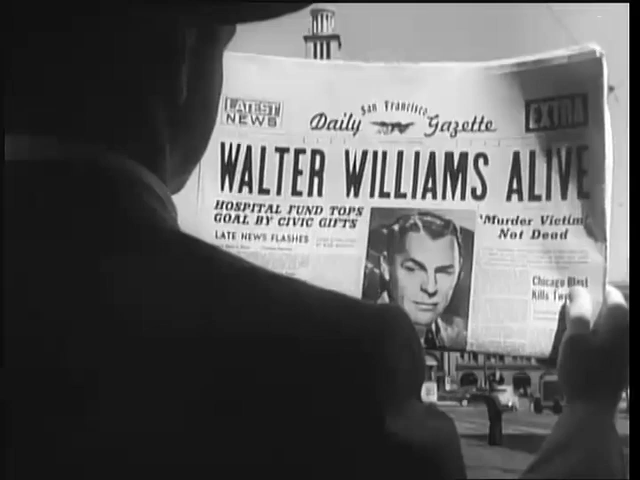 LATEST NEWS
San Francisco
Daily Gazette
EXTRA
WALTER WILLIAMS ALIVE
HOSPITAL FUND TOPS
GOAL BY CIVIC GIFTS
LATE NEWS FLASHES
"Murder Victim"
Not Dead
Chicago Blast
Kills Two